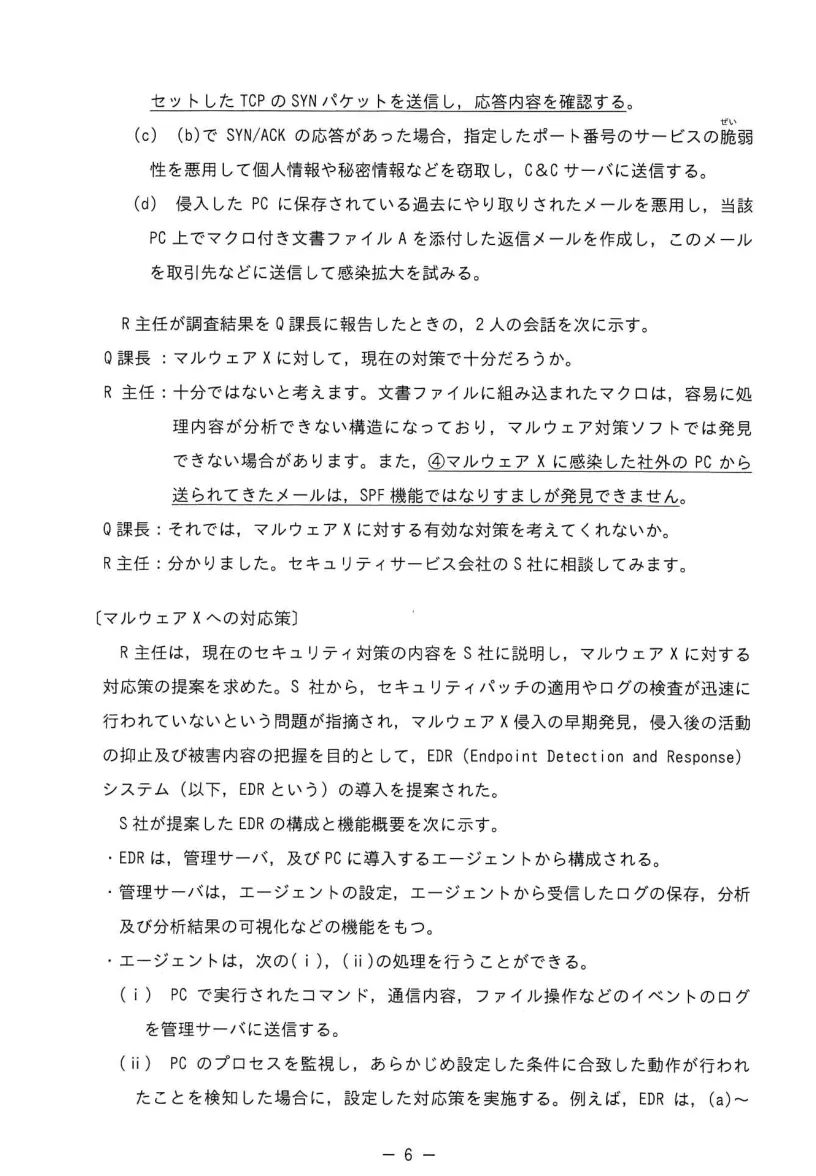 セットした TCP の SYN パケットを送信し，応答内容を確認する。
ぜい
(c) (b)で SYN/ACK の応答があった場合，指定したポート番号のサービスの脆弱
性を悪用して個人情報や秘密情報などを窃取し，C&C サーバに送信する。
(d) 侵入した PC に保存されている過去にやり取りされたメールを悪用し，当該
PC 上でマクロ付き文書ファイル A を添付した返信メールを作成し，このメール
を取引先などに送信して感染拡大を試みる。
R 主任が調査結果を Q 課長に報告したときの，2 人の会話を次に示す。
Q 課長 ：マルウェア X に対して，現在の対策で十分だろうか。
R 主任：十分ではないと考えます。文書ファイルに組み込まれたマクロは，容易に処
理内容が分析できない構造になっており，マルウェア対策ソフトでは発見
できない場合があります。また，④マルウェア X に感染した社外の PC から
送られてきたメールは，SPF 機能ではなりすましが発見できません。
Q 課長：それでは，マルウェア X に対する有効な対策を考えてくれないか。
R 主任：分かりました。セキュリティサービス会社の S 社に相談してみます。
〔マルウェア X への対応策〕
R 主任は，現在のセキュリティ対策の内容を S 社に説明し，マルウェア X に対する
対応策の提案を求めた。S 社から，セキュリティパッチの適用やログの検査が迅速に
行われていないという問題が指摘され，マルウェア X 侵入の早期発見，侵入後の活動
の抑止及び被害内容の把握を目的として，EDR（Endpoint Detection and Response）
システム（以下，EDR という）の導入を提案された。
S 社が提案した EDR の構成と機能概要を次に示す。
・EDR は，管理サーバ，及び PC に導入するエージェントから構成される。
・管理サーバは，エージェントの設定，エージェントから受信したログの保存，分析
及び分析結果の可視化などの機能をもつ。
・エージェントは，次の(ⅰ)，(ⅱ)の処理を行うことができる。
(ⅰ) PC で実行されたコマンド，通信内容，ファイル操作などのイベントのログ
を管理サーバに送信する。
(ⅱ) PC のプロセスを監視し，あらかじめ設定した条件に合致した動作が行われ
たことを検知した場合に，設定した対応策を実施する。例えば，EDR は，(a)～
－ 6 －